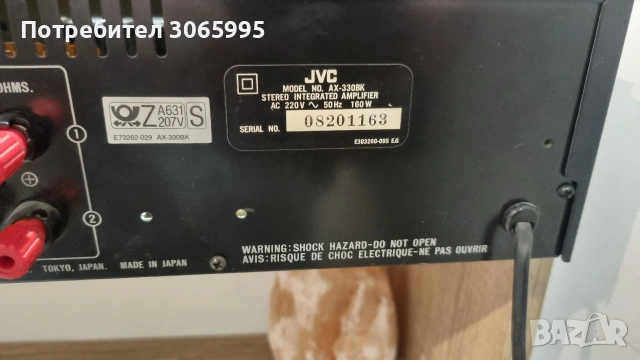 Потребител 3065995
OHMS.
1
2
Z A631 S
207V
E73262-029 AX-330BK
JVC
MODEL NO. AX-330BK
STEREO INTEGRATED AMPLIFIER
AC 220V ∿ 50Hz 160W
SERIAL NO. 08201163
E303260-095 E.G
WARNING:SHOCK HAZARD-DO NOT OPEN
AVIS:RISQUE DE CHOC ELECTRIQUE-NE PAS OUVRIR
TOKYO, JAPAN. MADE IN JAPAN
BAZAR